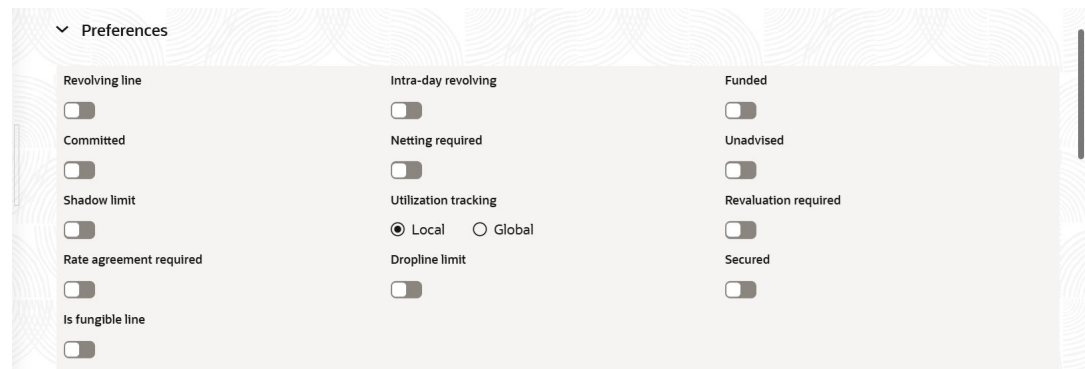 Preferences
Revolving line
Intra-day revolving
Funded
Committed
Netting required
Unadvised
Shadow limit
Utilization tracking
Revaluation required
Local
Global
Rate agreement required
Dropline limit
Secured
Is fungible line